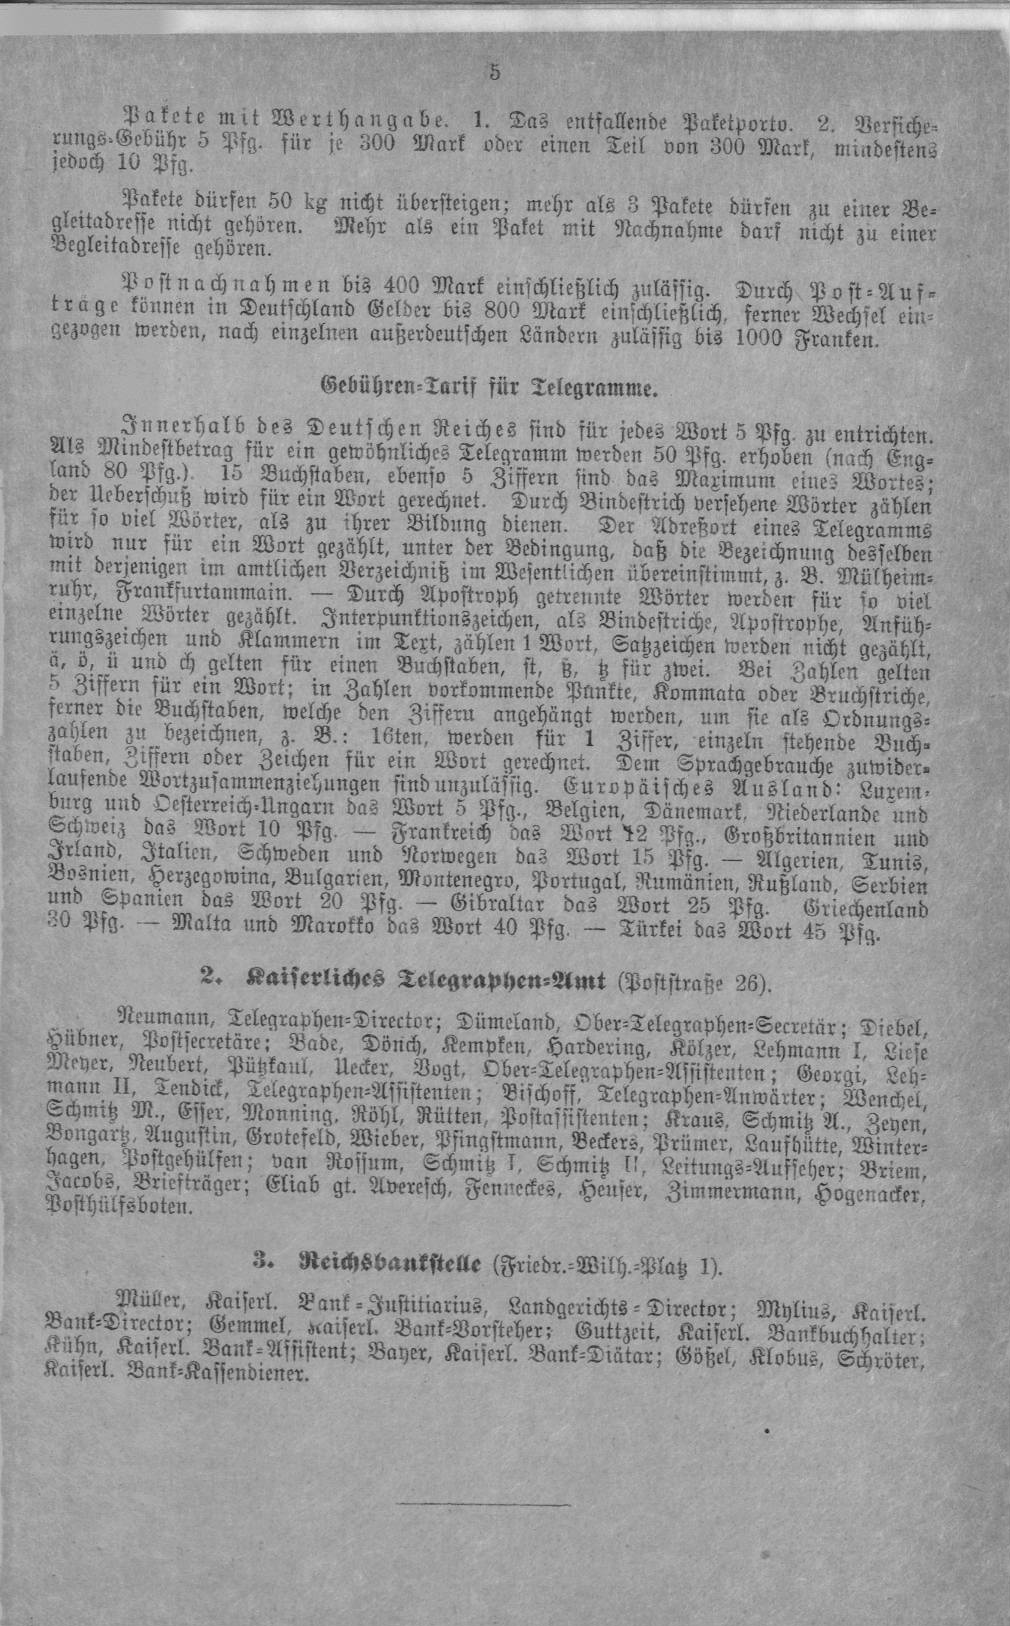 5
Pakete mit Werthangabe. 1. Das entfallende Paketporto. 2. Versiche-
rungs-Gebühr 5 Pfg. für je 300 Mark oder einen Teil von 300 Mark, mindestens
jedoch 10 Pfg.
Pakete dürfen 50 kg nicht übersteigen; mehr als 3 Pakete dürfen zu einer Be-
gleitadresse nicht gehören. Mehr als ein Paket mit Nachnahme darf nicht zu einer
Begleitadresse gehören.
Postnachnahmen bis 400 Mark einschließlich zulässig. Durch Post-Auf-
träge können in Deutschland Gelder bis 800 Mark einschließlich, ferner Wechsel ein-
gezogen werden, nach einzelnen außerdeutschen Ländern zulässig bis 1000 Franken.
Gebühren-Tarif für Telegramme.
Innerhalb des Deutschen Reiches sind für jedes Wort 5 Pfg. zu entrichten.
Als Mindestbetrag für ein gewöhnliches Telegramm werden 50 Pfg. erhoben (nach Eng-
land 80 Pfg.). 15 Buchstaben, ebenso 5 Ziffern sind das Maximum eines Wortes;
der Ueberschuß wird für ein Wort gerechnet. Durch Bindestrich versehene Wörter zählen
für so viel Wörter, als zu ihrer Bildung dienen. Der Adreßort eines Telegramms
wird nur für ein Wort gezählt, unter der Bedingung, daß die Bezeichnung desselben
mit derjenigen im amtlichen Verzeichniß im Wesentlichen übereinstimmt, z. B. Mülheim-
ruhr, Frankfurtammain. — Durch Apostroph getrennte Wörter werden für so viel
einzelne Wörter gezählt. Interpunktionszeichen, als Bindestriche, Apostrophe, Anfüh-
rungszeichen und Klammern im Text, zählen 1 Wort, Satzzeichen werden nicht gezählt,
ä, ö, ü und ch gelten für einen Buchstaben, st, ß, tz für zwei. Bei Zahlen gelten
5 Ziffern für ein Wort; in Zahlen vorkommende Punkte, Kommata oder Bruchstriche,
ferner die Buchstaben, welche den Ziffern angehängt werden, um sie als Ordnungs-
zahlen zu bezeichnen, z. B.: 16ten, werden für 1 Ziffer, einzeln stehende Buch-
staben, Ziffern oder Zeichen für ein Wort gerechnet. Dem Sprachgebrauche zuwider-
laufende Wortzusammenziehungen sind unzulässig. Europäisches Ausland: Luxem-
burg und Oesterreich-Ungarn das Wort 5 Pfg., Belgien, Dänemark, Niederlande und
Schweiz das Wort 10 Pfg. — Frankreich das Wort 12 Pfg., Großbritannien und
Irland, Italien, Schweden und Norwegen das Wort 15 Pfg. — Algerien, Tunis,
Bosnien, Herzegowina, Bulgarien, Montenegro, Portugal, Rumänien, Rußland, Serbien
und Spanien das Wort 20 Pfg. — Gibraltar das Wort 25 Pfg. Griechenland
30 Pfg. — Malta und Marokko das Wort 40 Pfg. — Türkei das Wort 45 Pfg.
2. Kaiserliches Telegraphen-Amt (Poststraße 26).
Neumann, Telegraphen-Director; Dümeland, Ober-Telegraphen-Secretär; Diebel,
Hübner, Postsecretäre; Bade, Dörich, Kempken, Hardering, Kölzer, Lehmann I, Liese
Meyer, Neubert, Pützkaul, Uecker, Vogt, Ober-Telegraphen-Assistenten; Georgi, Leh-
mann II, Tendick, Telegraphen-Assistenten; Bischoff, Telegraphen-Anwärter; Wenchel,
Schmitz M., Esser, Monning, Röhl, Rütten, Postassistenten; Kraus, Schmitz A., Zeyen,
Bongartz, Augustin, Grotefeld, Wieber, Pfingstmann, Beckers, Prümer, Laufhütte, Winter-
hagen, Postgehülfen; van Rossum, Schmitz I, Schmitz II, Leitungs-Aufseher; Briem,
Jacobs, Briefträger; Eliab gt. Averesch, Fenneckes, Heuser, Zimmermann, Hogenacker,
Posthülfsboten.
3. Reichsbankstelle (Friedr.-Wilh.-Platz 1).
Müller, Kaiserl. Bank-Justitiarius, Landgerichts-Director; Mylius, Kaiserl.
Bank-Director; Gemmel, Kaiserl. Bank-Vorsteher; Guttzeit, Kaiserl. Bankbuchhalter;
Kühn, Kaiserl. Bank-Assistent; Bayer, Kaiserl. Bank-Diätar; Gößel, Klobus, Schröter,
Kaiserl. Bank-Kassendiener.